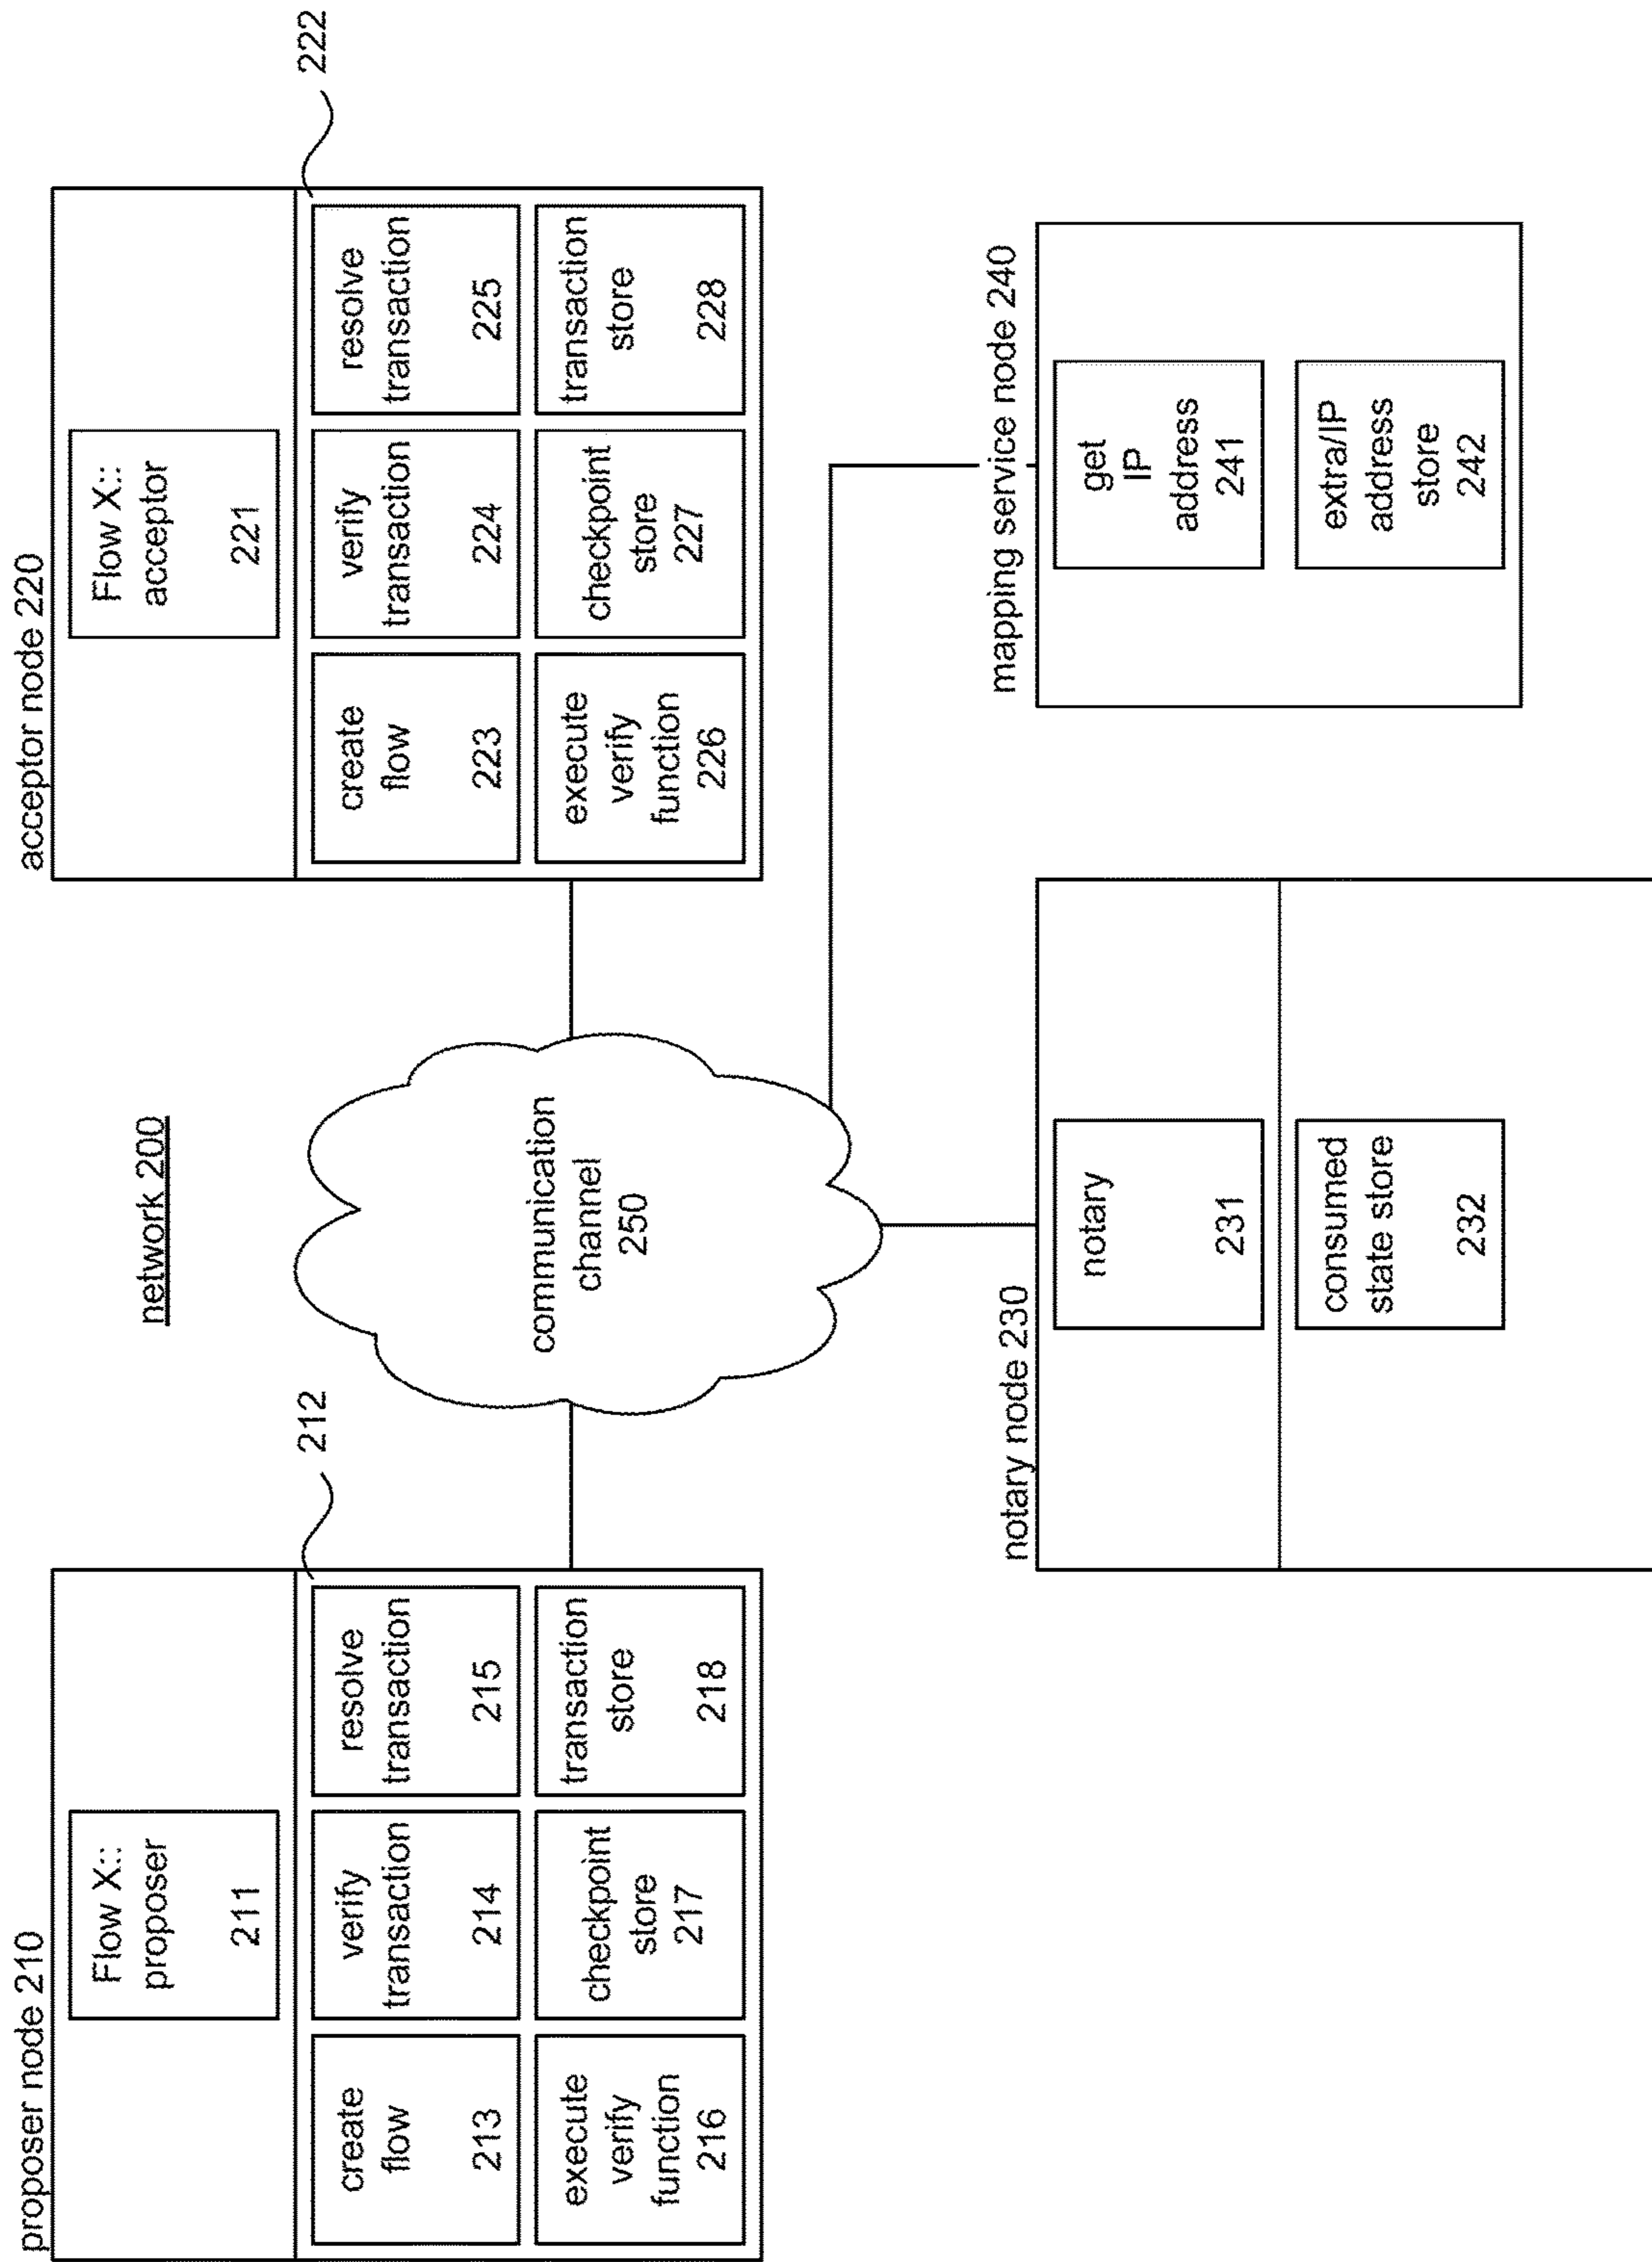 network 200
proposer node 210
Flow X::
proposer
211
212
create
flow
213
verify
transaction
214
resolve
transaction
215
execute
verify
function
216
checkpoint
store
217
transaction
store
218
communication
channel
250
acceptor node 220
Flow X::
acceptor
221
222
create
flow
223
verify
transaction
224
resolve
transaction
225
execute
verify
function
226
checkpoint
store
227
transaction
store
228
notary node 230
notary
231
consumed
state store
232
mapping service node 240
get
IP
address
241
extra/IP
address
store
242